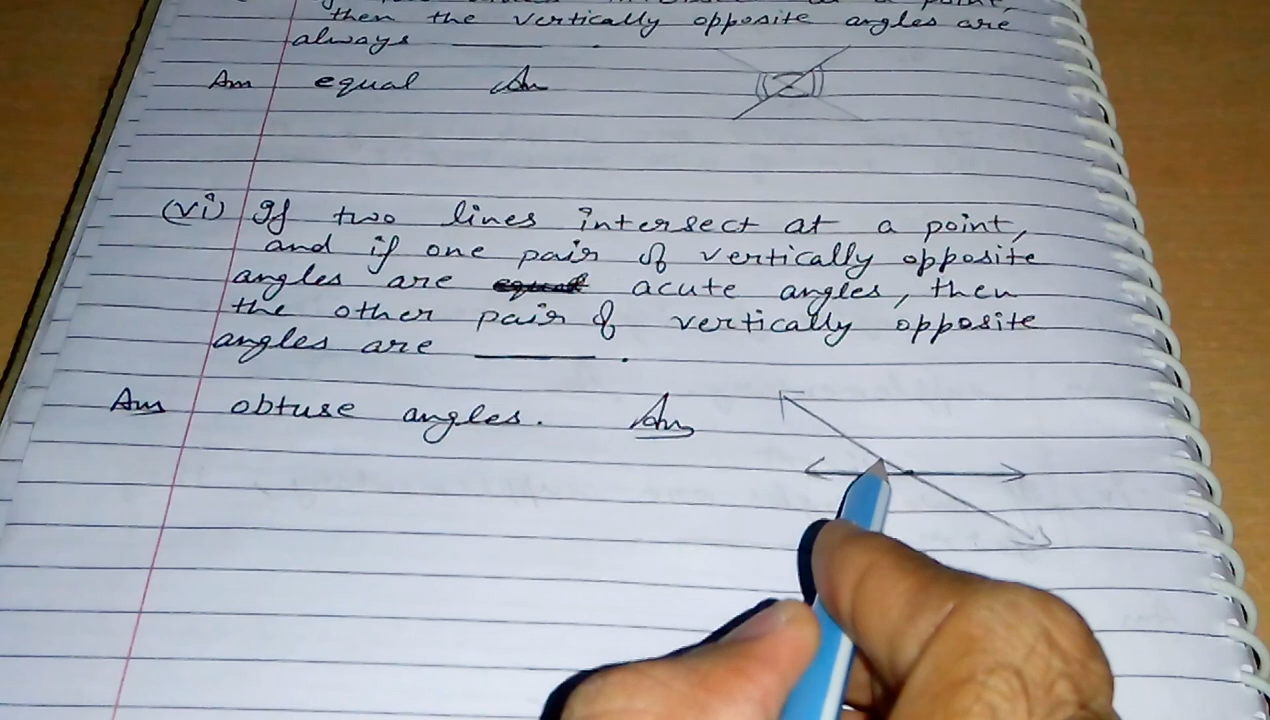 then the vertically opposite angles are
always ______ .
Ans equal Ans
(vi) If two lines intersect at a point,
and if one pair of vertically opposite
angles are acute angles, then
the other pair of vertically opposite
angles are ______ .
Ans obtuse angles. Ans